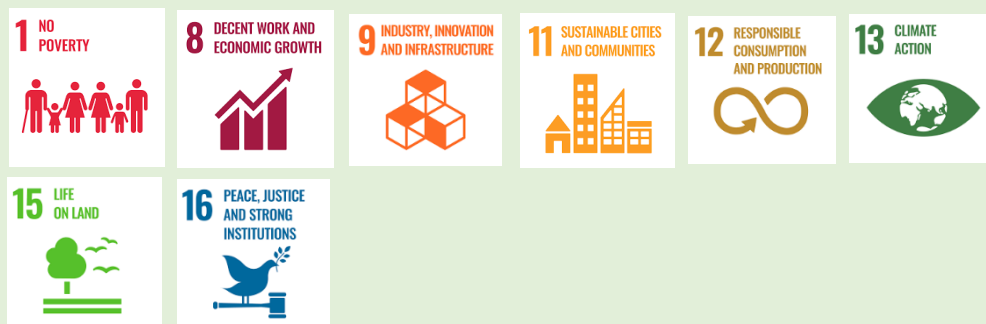 1 NO
POVERTY
8 DECENT WORK AND
ECONOMIC GROWTH
9 INDUSTRY, INNOVATION
AND INFRASTRUCTURE
11 SUSTAINABLE CITIES
AND COMMUNITIES
12 RESPONSIBLE
CONSUMPTION
AND PRODUCTION
13 CLIMATE
ACTION
15 LIFE
ON LAND
16 PEACE, JUSTICE
AND STRONG
INSTITUTIONS